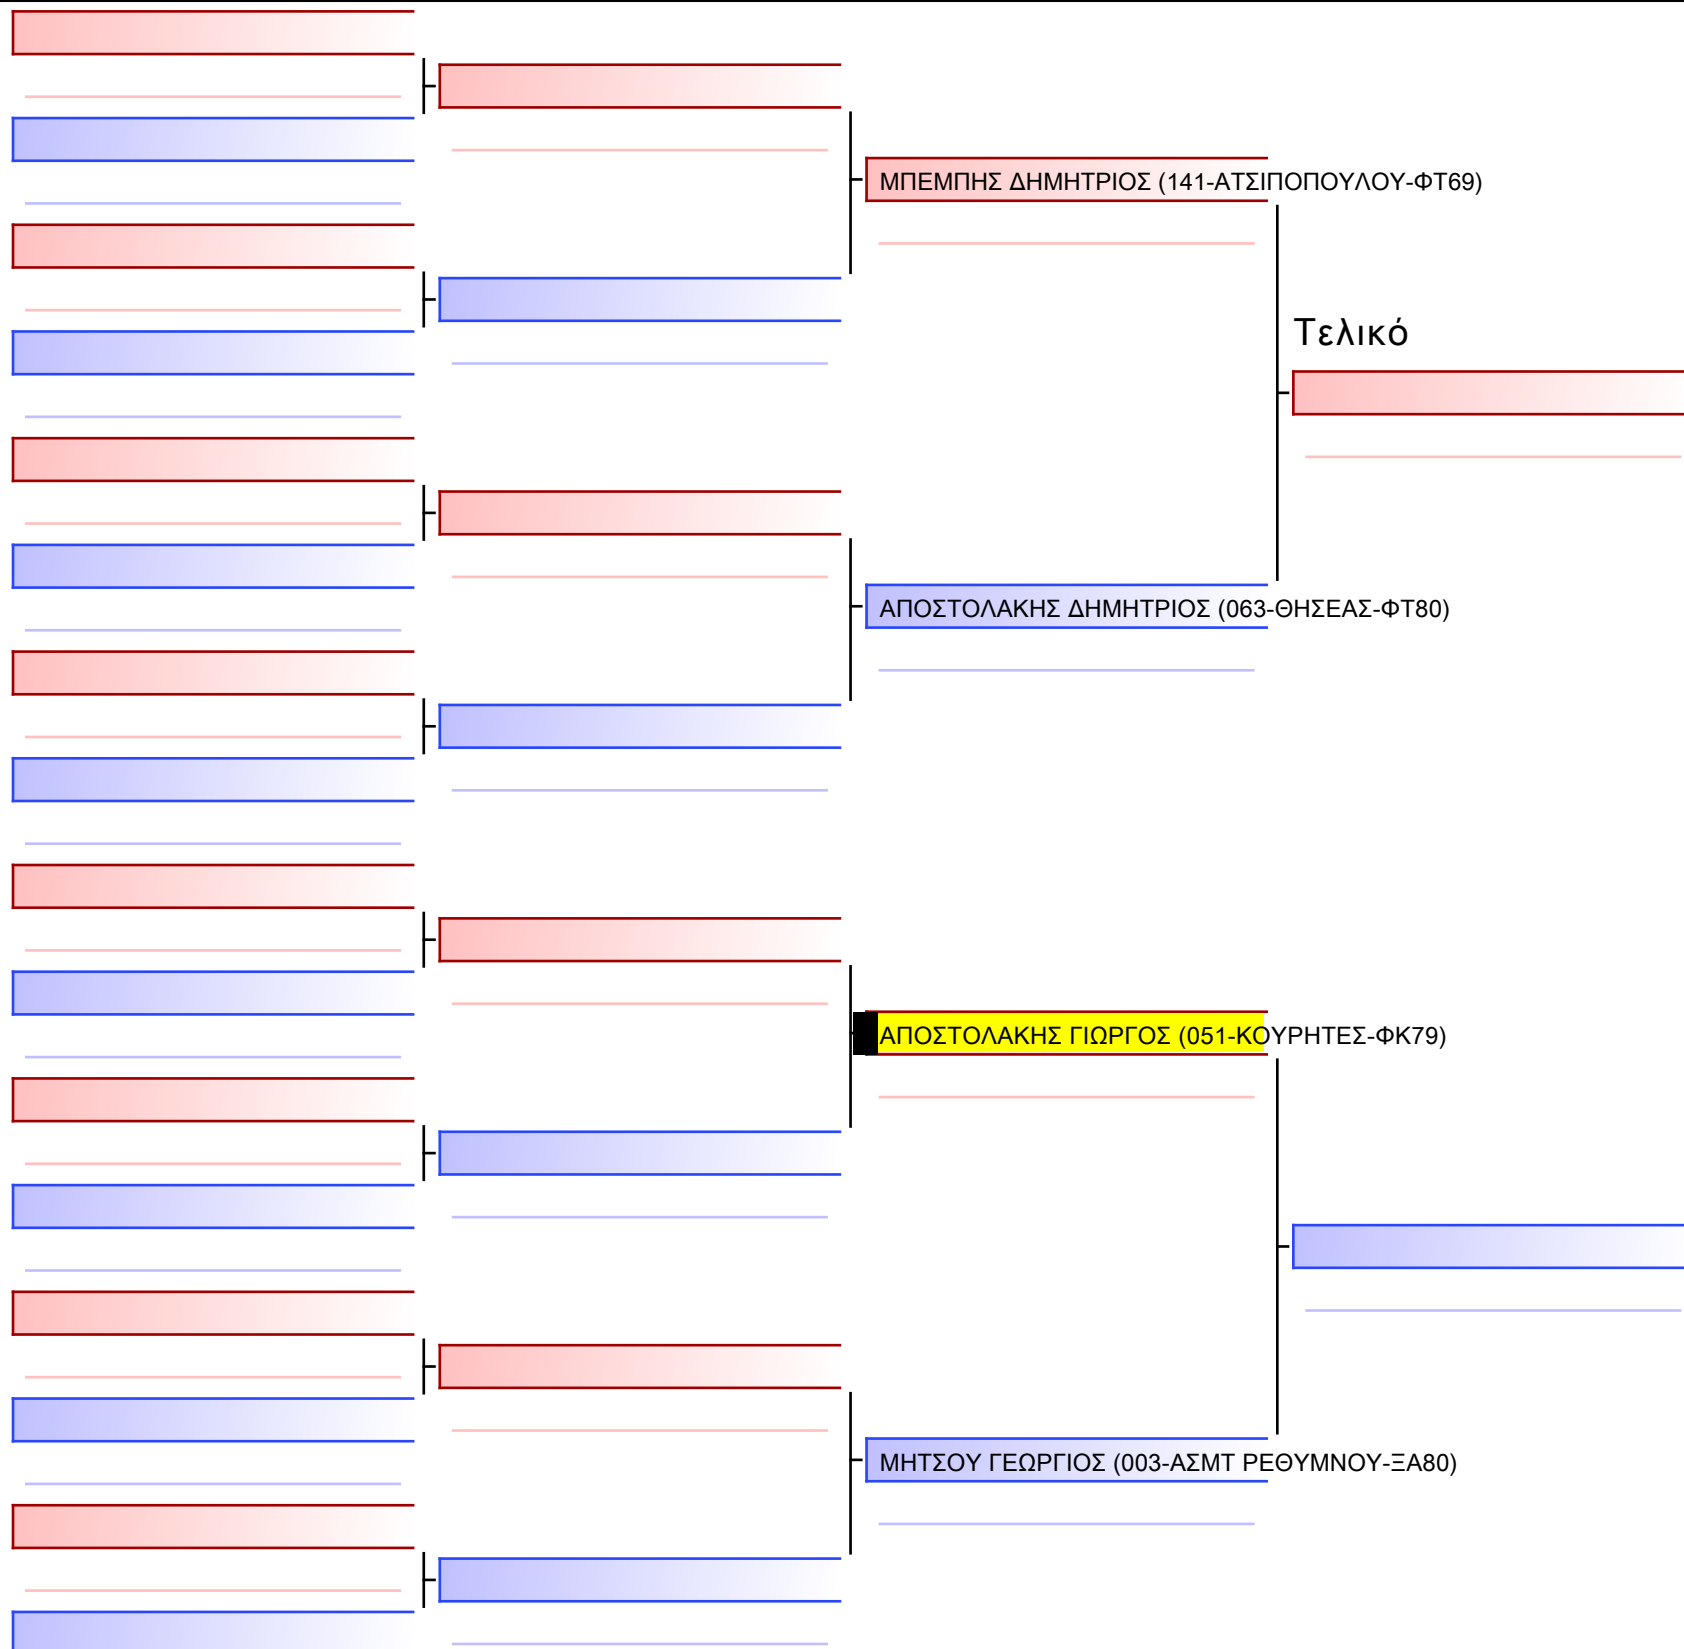 ΜΠΕΜΠΗΣ ΔΗΜΗΤΡΙΟΣ (141-ΑΤΣΙΠΟΠΟΥΛΟΥ-ΦΤ69)
Τελικό
ΑΠΟΣΤΟΛΑΚΗΣ ΔΗΜΗΤΡΙΟΣ (063-ΘΗΣΕΑΣ-ΦΤ80)
ΑΠΟΣΤΟΛΑΚΗΣ ΓΙΩΡΓΟΣ (051-ΚΟΥΡΗΤΕΣ-ΦΚ79)
ΜΗΤΣΟΥ ΓΕΩΡΓΙΟΣ (003-ΑΣΜΤ ΡΕΘΥΜΝΟΥ-ΞΑ80)